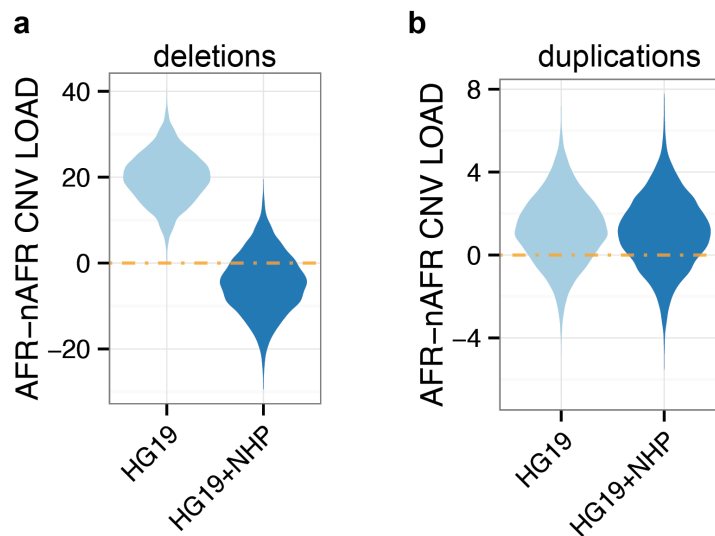 a
deletions
AFR−nAFR CNV LOAD
40
20
0
−20
HG19
HG19+NHP
b
duplications
AFR−nAFR CNV LOAD
8
4
0
−4
HG19
HG19+NHP